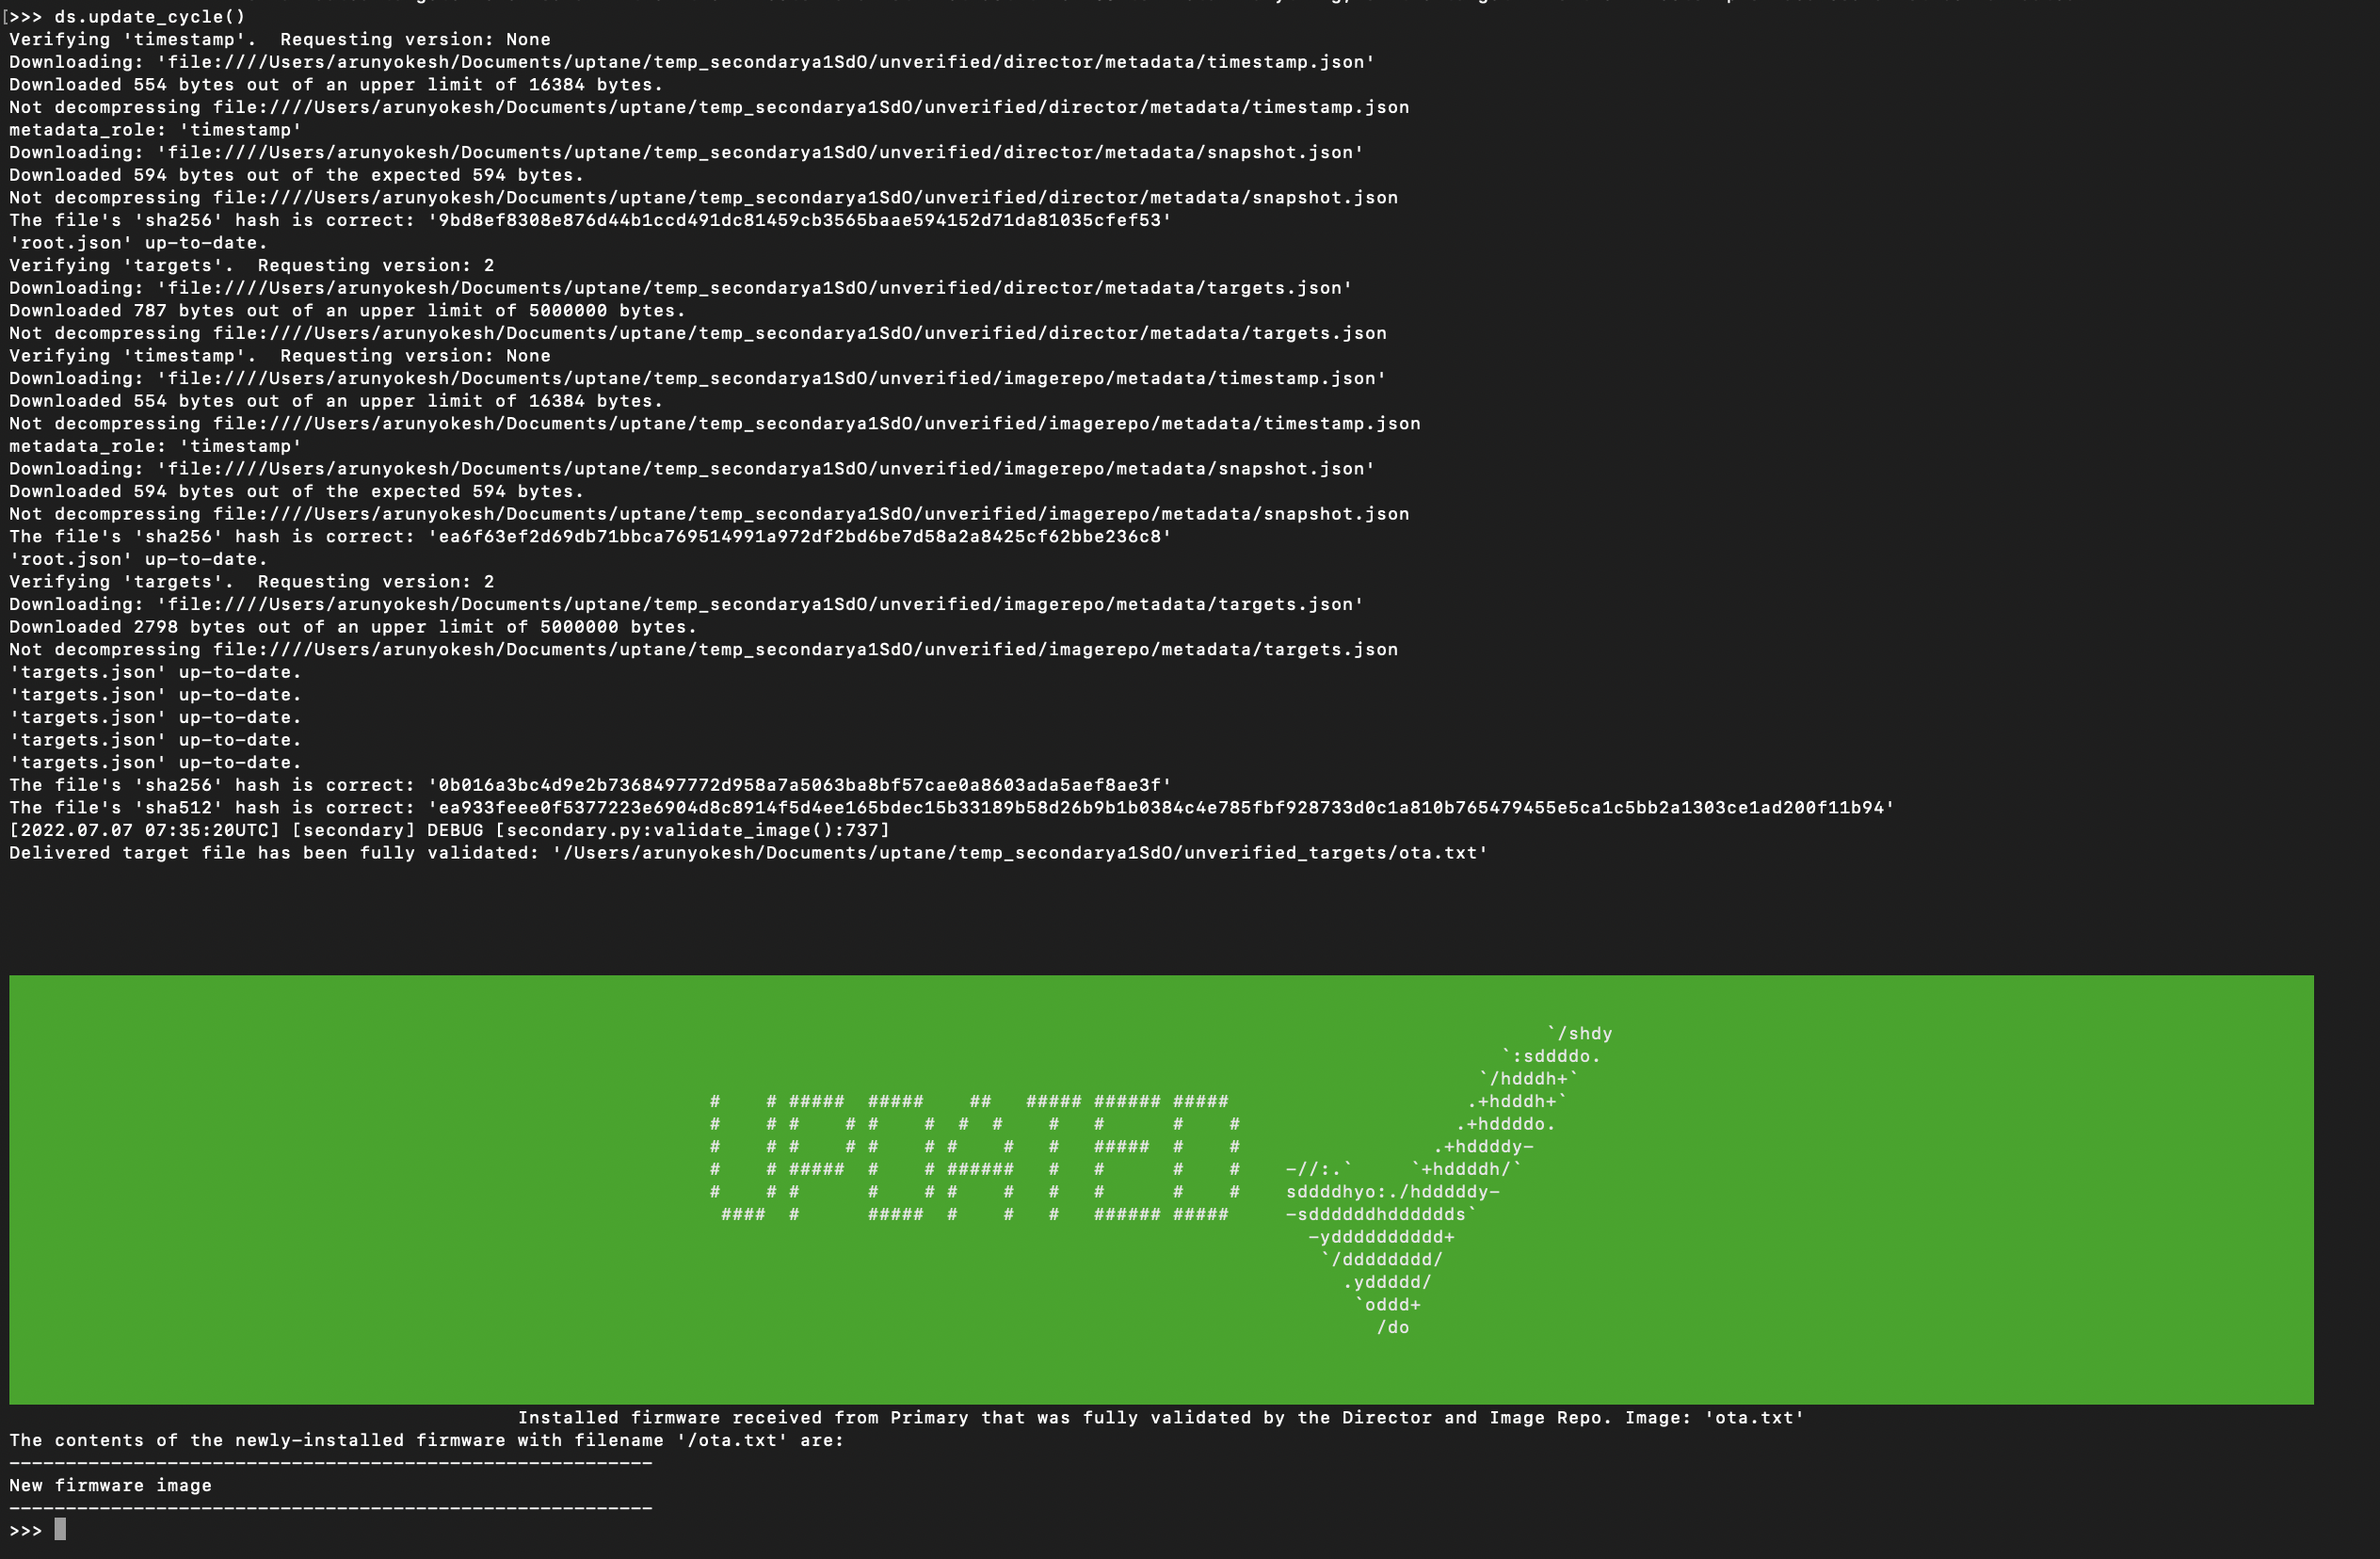 >>> ds.update_cycle()
Verifying 'timestamp'.  Requesting version: None
Downloading: 'file:////Users/arunyokesh/Documents/uptane/temp_secondarya1SdO/unverified/director/metadata/timestamp.json'
Downloaded 554 bytes out of an upper limit of 16384 bytes.
Not decompressing file:////Users/arunyokesh/Documents/uptane/temp_secondarya1SdO/unverified/director/metadata/timestamp.json
metadata_role: 'timestamp'
Downloading: 'file:////Users/arunyokesh/Documents/uptane/temp_secondarya1SdO/unverified/director/metadata/snapshot.json'
Downloaded 594 bytes out of the expected 594 bytes.
Not decompressing file:////Users/arunyokesh/Documents/uptane/temp_secondarya1SdO/unverified/director/metadata/snapshot.json
The file's 'sha256' hash is correct: '9bd8ef8308e876d44b1ccd491dc81459cb3565baae594152d71da81035cfef53'
'root.json' up-to-date.
Verifying 'targets'.  Requesting version: 2
Downloading: 'file:////Users/arunyokesh/Documents/uptane/temp_secondarya1SdO/unverified/director/metadata/targets.json'
Downloaded 787 bytes out of an upper limit of 5000000 bytes.
Not decompressing file:////Users/arunyokesh/Documents/uptane/temp_secondarya1SdO/unverified/director/metadata/targets.json
Verifying 'timestamp'.  Requesting version: None
Downloading: 'file:////Users/arunyokesh/Documents/uptane/temp_secondarya1SdO/unverified/imagerepo/metadata/timestamp.json'
Downloaded 554 bytes out of an upper limit of 16384 bytes.
Not decompressing file:////Users/arunyokesh/Documents/uptane/temp_secondarya1SdO/unverified/imagerepo/metadata/timestamp.json
metadata_role: 'timestamp'
Downloading: 'file:////Users/arunyokesh/Documents/uptane/temp_secondarya1SdO/unverified/imagerepo/metadata/snapshot.json'
Downloaded 594 bytes out of the expected 594 bytes.
Not decompressing file:////Users/arunyokesh/Documents/uptane/temp_secondarya1SdO/unverified/imagerepo/metadata/snapshot.json
The file's 'sha256' hash is correct: 'ea6f63ef2d69db71bbca769514991a972df2bd6be7d58a2a8425cf62bbe236c8'
'root.json' up-to-date.
Verifying 'targets'.  Requesting version: 2
Downloading: 'file:////Users/arunyokesh/Documents/uptane/temp_secondarya1SdO/unverified/imagerepo/metadata/targets.json'
Downloaded 2798 bytes out of an upper limit of 5000000 bytes.
Not decompressing file:////Users/arunyokesh/Documents/uptane/temp_secondarya1SdO/unverified/imagerepo/metadata/targets.json
'targets.json' up-to-date.
'targets.json' up-to-date.
'targets.json' up-to-date.
'targets.json' up-to-date.
'targets.json' up-to-date.
The file's 'sha256' hash is correct: '0b016a3bc4d9e2b7368497772d958a7a5063ba8bf57cae0a8603ada5aef8ae3f'
The file's 'sha512' hash is correct: 'ea933feee0f5377223e6904d8c8914f5d4ee165bdec15b33189b58d26b9b1b0384c4e785fbf928733d0c1a810b765479455e5ca1c5bb2a1303ce1ad200f11b94'
[2022.07.07 07:35:20UTC] [secondary] DEBUG [secondary.py:validate_image():737]
Delivered target file has been fully validated: '/Users/arunyokesh/Documents/uptane/temp_secondarya1SdO/unverified_targets/ota.txt'
UPDATED
Installed firmware received from Primary that was fully validated by the Director and Image Repo. Image: 'ota.txt'
The contents of the newly-installed firmware with filename '/ota.txt' are:
---------------------------------------------------------
New firmware image
---------------------------------------------------------
>>>